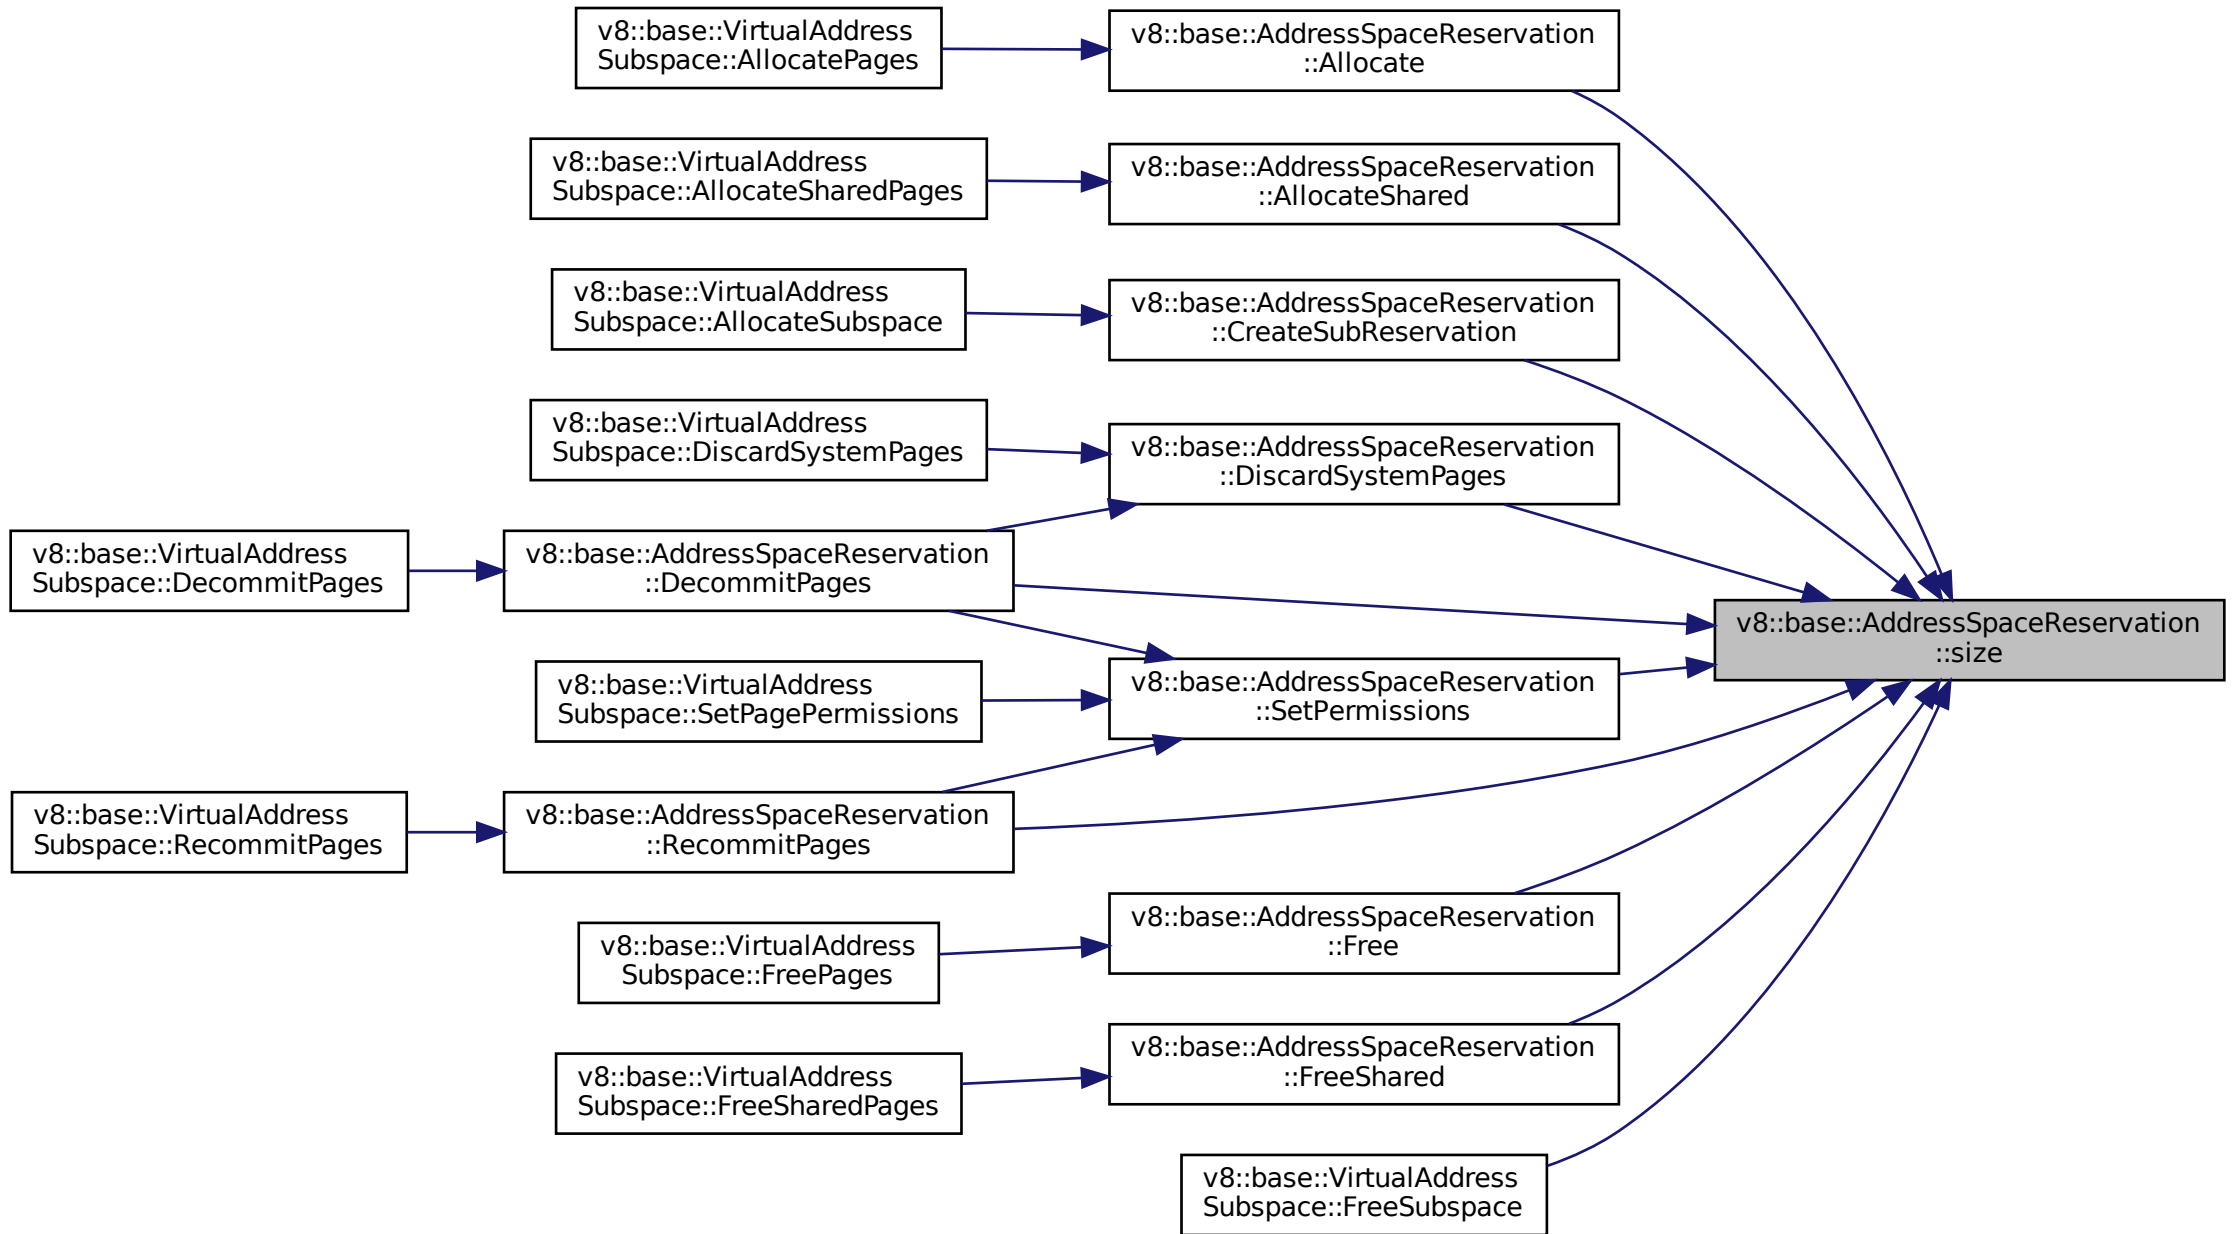 v8::base::VirtualAddress
Subspace::AllocatePages
v8::base::AddressSpaceReservation
::Allocate
v8::base::VirtualAddress
Subspace::AllocateSharedPages
v8::base::AddressSpaceReservation
::AllocateShared
v8::base::VirtualAddress
Subspace::AllocateSubspace
v8::base::AddressSpaceReservation
::CreateSubReservation
v8::base::VirtualAddress
Subspace::DiscardSystemPages
v8::base::AddressSpaceReservation
::DiscardSystemPages
v8::base::VirtualAddress
Subspace::DecommitPages
v8::base::AddressSpaceReservation
::DecommitPages
v8::base::AddressSpaceReservation
::size
v8::base::VirtualAddress
Subspace::SetPagePermissions
v8::base::AddressSpaceReservation
::SetPermissions
v8::base::VirtualAddress
Subspace::RecommitPages
v8::base::AddressSpaceReservation
::RecommitPages
v8::base::VirtualAddress
Subspace::FreePages
v8::base::AddressSpaceReservation
::Free
v8::base::VirtualAddress
Subspace::FreeSharedPages
v8::base::AddressSpaceReservation
::FreeShared
v8::base::VirtualAddress
Subspace::FreeSubspace